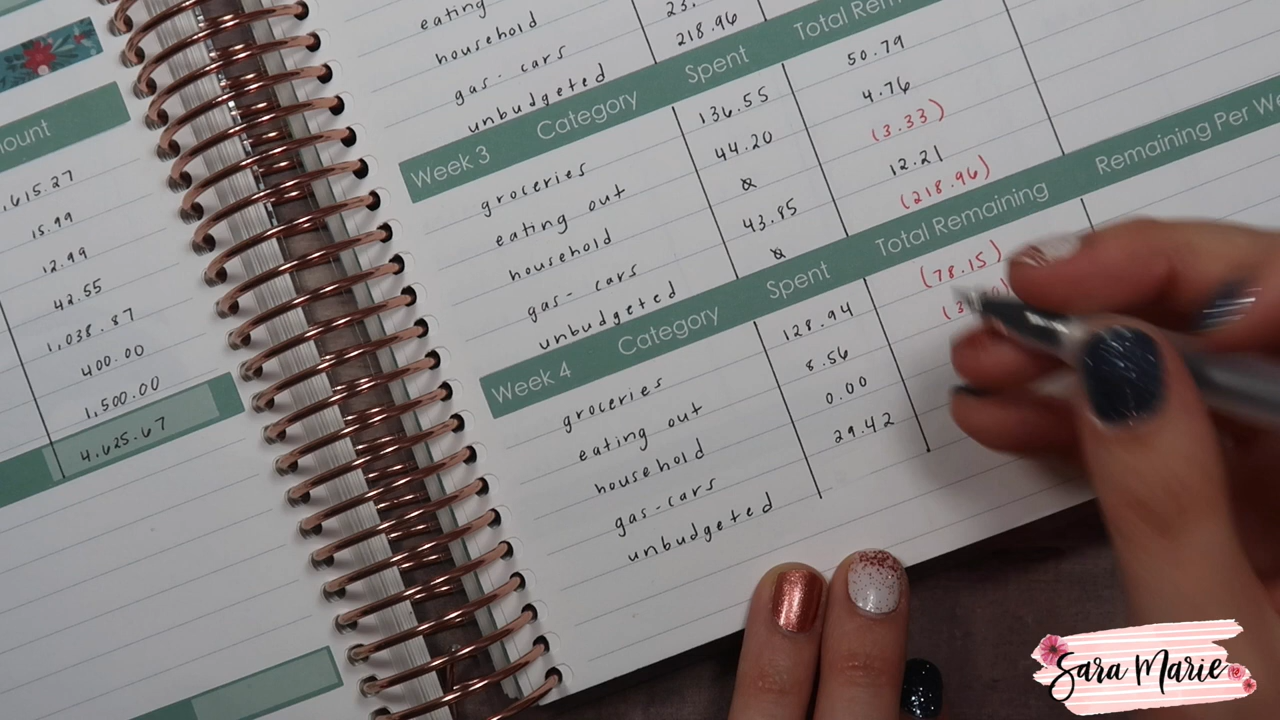 ount
,615.27
15.99
12.99
42.55
1,038.87
400.00
1,500.00
4,625.67
eating
household 23.
gas-cars 218.96
unbudgeted
Week 3 Category Spent Total Rem
groceries 136.55 50.79
eating out 44.20 4.76
household (3.33)
gas-cars 43.85 12.21
unbudgeted (218.96)
Week 4 Category Spent Total Remaining Remaining Per We
groceries 128.94 (78.15)
eating out 8.56
household 0.00
gas-cars 29.42
unbudgeted
Sara Marie